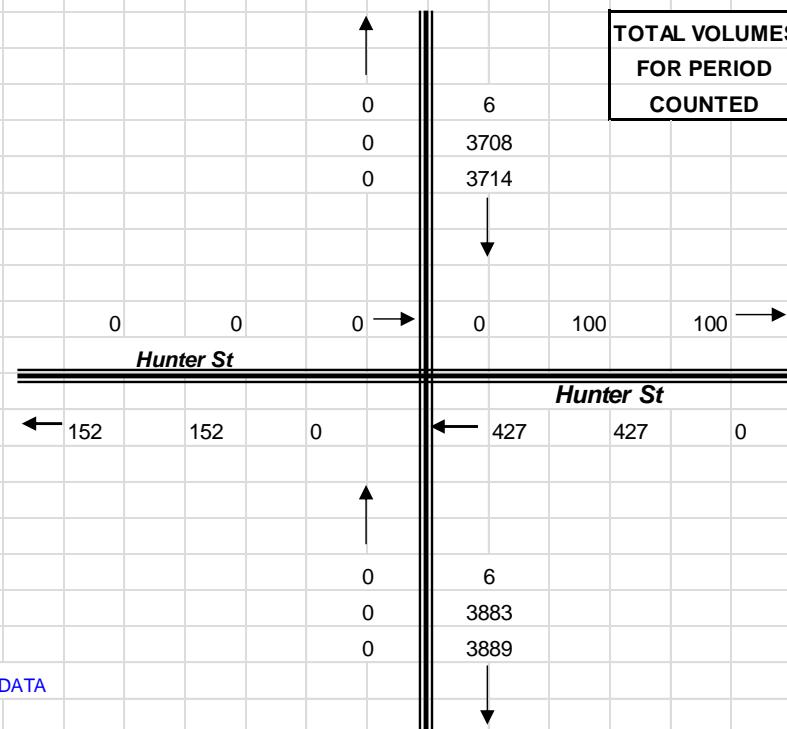 TOTAL VOLUMES
FOR PERIOD
COUNTED
0 6
0 3708
0 3714
0 0 0 0 100 100
Hunter St
Hunter St
152 152 0 427 427 0
0 6
0 3883
0 3889
DATA